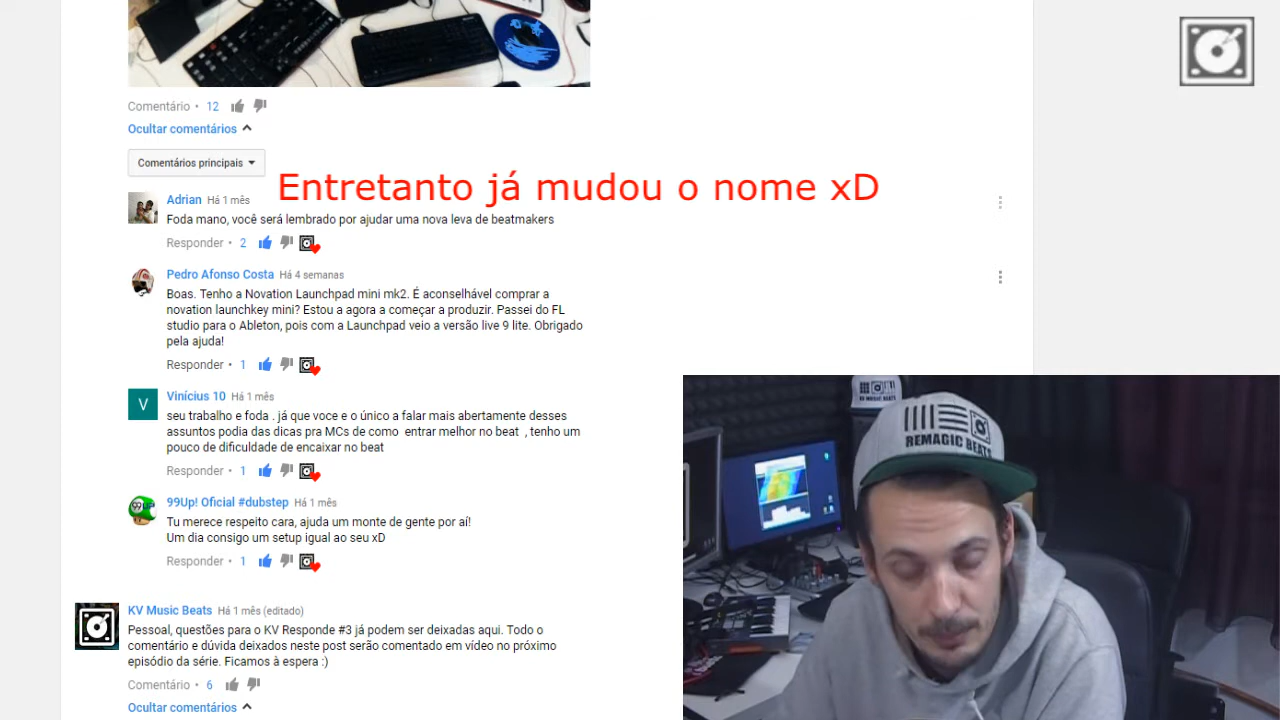 Comentário • 12
Ocultar comentários
Comentários principais
Entretanto já mudou o nome xD
Adrian Há 1 mês
Foda mano, você será lembrado por ajudar uma nova leva de beatmakers
Responder • 2
Pedro Afonso Costa Há 4 semanas
Boas. Tenho a Novation Launchpad mini mk2. É aconselhável comprar a
novation launchkey mini? Estou a agora a começar a produzir. Passei do FL
studio para o Ableton, pois com a Launchpad veio a versão live 9 lite. Obrigado
pela ajuda!
Responder • 1
V
Vinícius 10 Há 1 mês
seu trabalho e foda . já que voce e o único a falar mais abertamente desses
assuntos podia das dicas pra MCs de como entrar melhor no beat , tenho um
pouco de dificuldade de encaixar no beat
Responder • 1
99Up! Oficial #dubstep Há 1 mês
Tu merece respeito cara, ajuda um monte de gente por aí!
Um dia consigo um setup igual ao seu xD
Responder • 1
KV Music Beats Há 1 mês (editado)
Pessoal, questões para o KV Responde #3 já podem ser deixadas aqui. Todo o
comentário e dúvida deixados neste post serão comentado em vídeo no próximo
episódio da série. Ficamos à espera :)
Comentário • 6
Ocultar comentários
REMAGIC BEATS